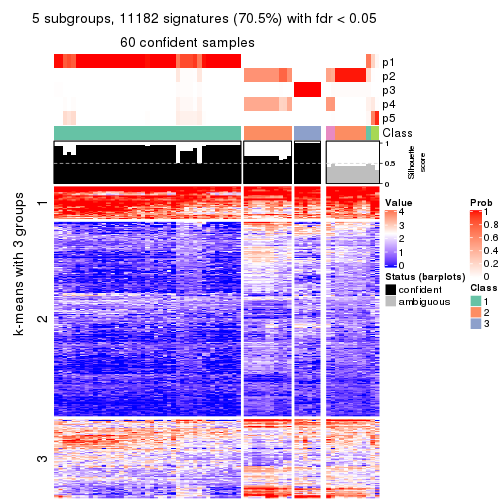 5 subgroups, 11182 signatures (70.5%) with fdr < 0.05
60 confident samples
p1
p2
p3
p4
p5
Class
1
0.5
0
Silhouette
score
k-means with 3 groups
1
2
3
Value
4
3
2
1
0
Status (barplots)
confident
ambiguous
Prob
1
0.8
0.6
0.4
0.2
0
Class
1
2
3